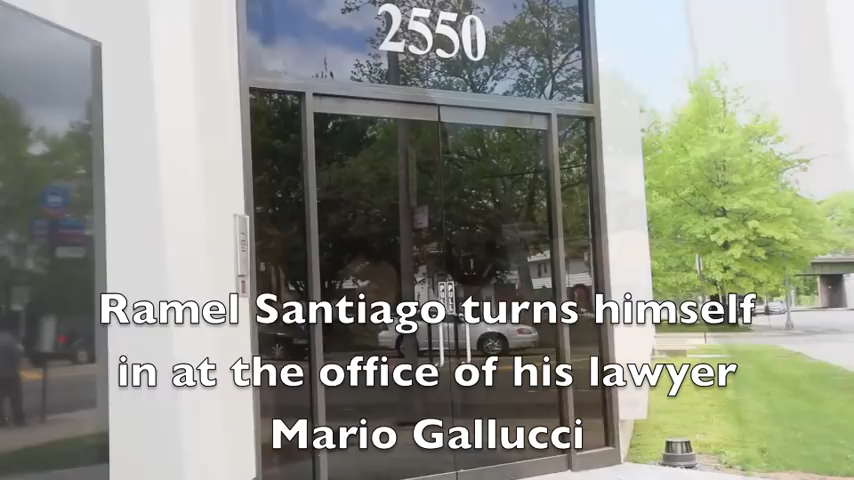 2550
Ramel Santiago turns himself
in at the office of his lawyer
Mario Gallucci